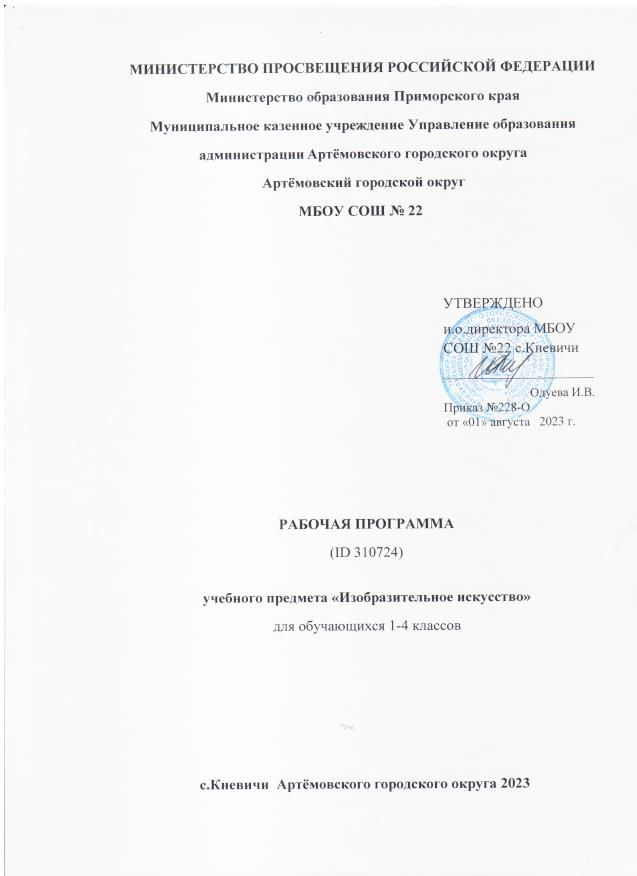 МИНИСТЕРСТВО ПРОСВЕЩЕНИЯ РОССИЙСКОЙ ФЕДЕРАЦИИ
Министерство образования Приморского края
Муниципальное казенное учреждение Управление образования
администрации Артёмовского городского округа
Артёмовский городской округ
МБОУ СОШ № 22
УТВЕРЖДЕНО
и.о.директора МБОУ
СОШ №22 с.Кневичи
Одуева И.В.
Приказ №228-О
от «01» августа 2023 г.
РАБОЧАЯ ПРОГРАММА
(ID 310724)
учебного предмета «Изобразительное искусство»
для обучающихся 1-4 классов
с.Кневичи Артёмовского городского округа 2023